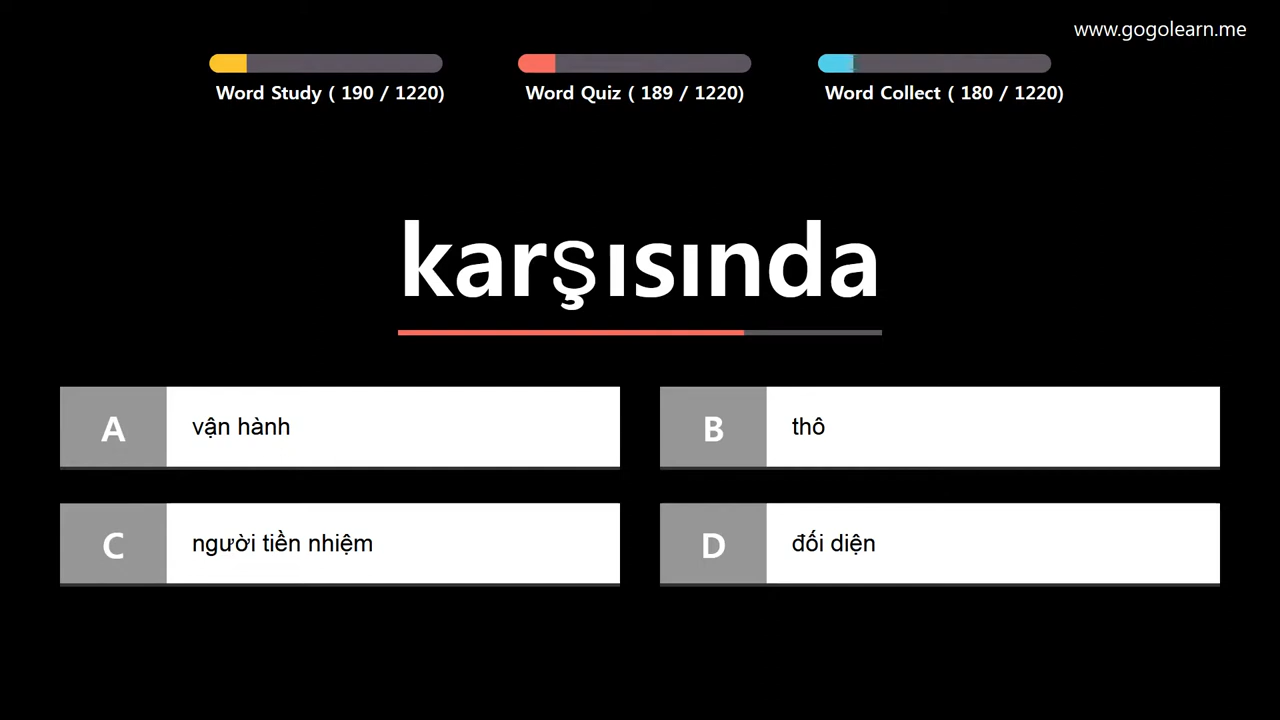 www.gogolearn.me
Word Study ( 190 / 1220)
Word Quiz ( 189 / 1220)
Word Collect ( 180 / 1220)
karşısında
A
vận hành
B
thô
C
người tiền nhiệm
D
đối diện